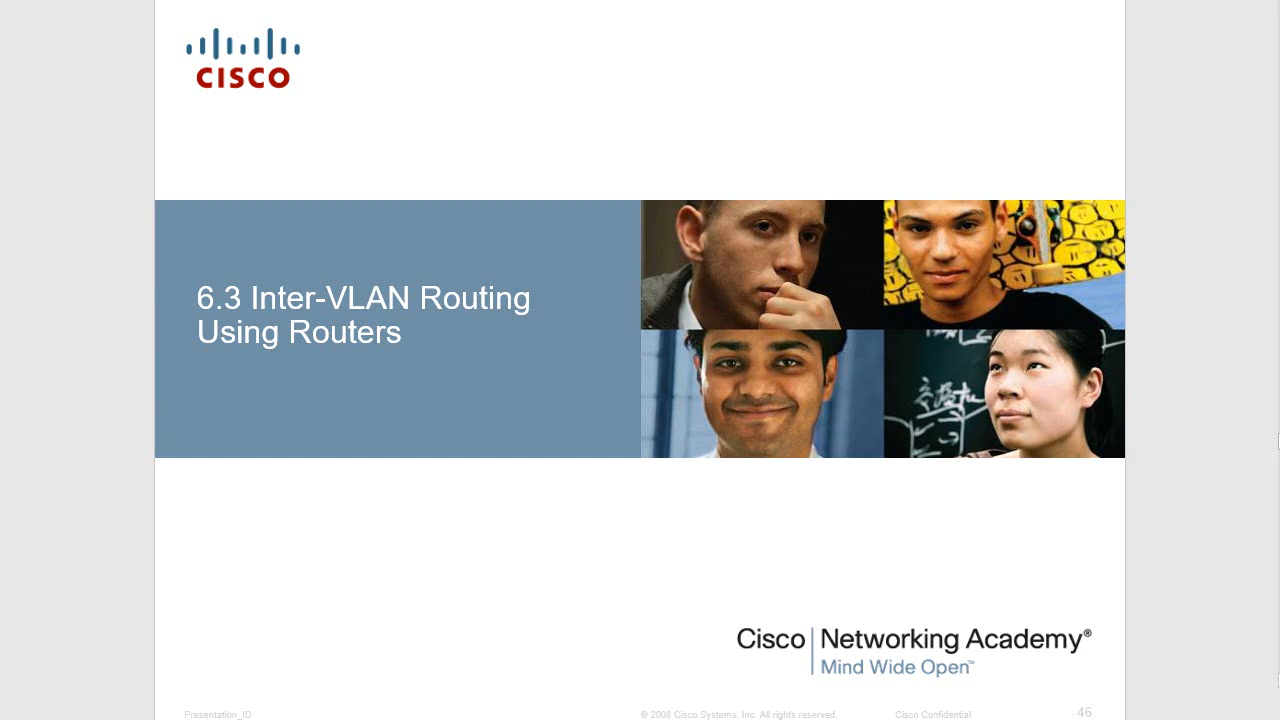 CISCO
6.3 Inter-VLAN Routing
Using Routers
Cisco Networking Academy®
Mind Wide Open™
Presentation_ID
© 2008 Cisco Systems, Inc. All rights reserved.
Cisco Confidential
46